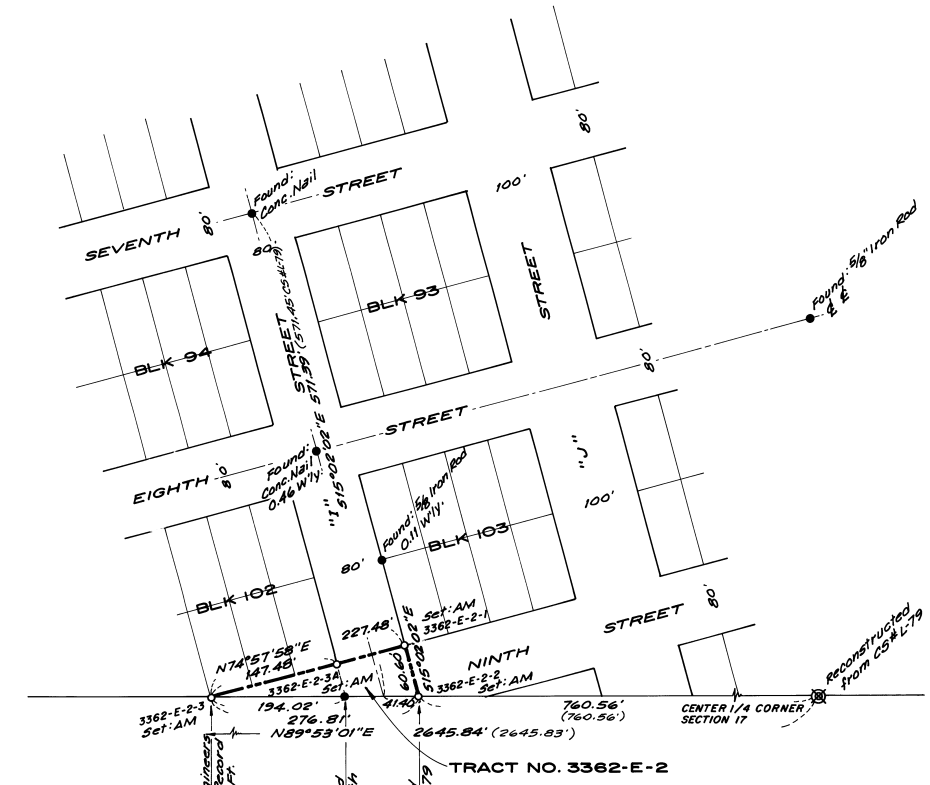 80'
Found:
Conc. Nail
STREET
100'
80'
SEVENTH
80'
STREET
Found: 5/8" Iron Rod
BLK 93
STREET
S15°02'02"E 571.39' (571.45' CS#L-79)
BLK 94
80'
STREET
"J"
EIGHTH
80'
Found:
Conc. Nail
0.46 W'ly.
"I"
Found: 5/8 Iron Rod
0.11 W'ly.
100'
BLK 103
80'
BLK 102
80'
STREET
227.48'
Set: AM
3362-E-2-1
N74°57'58"E
147.48'
60.60'
S15°02'02"E
NINTH
Reconstructed
from CS#L-79
3362-E-2-3A
Set: AM
3362-E-2-2
Set: AM
3362-E-2-3
Set: AM
194.02'
41.40'
276.81'
760.56'
(760.56')
CENTER 1/4 CORNER
SECTION 17
N89°53'01"E
2645.84' (2645.83')
TRACT NO. 3362-E-2
Ft.
79